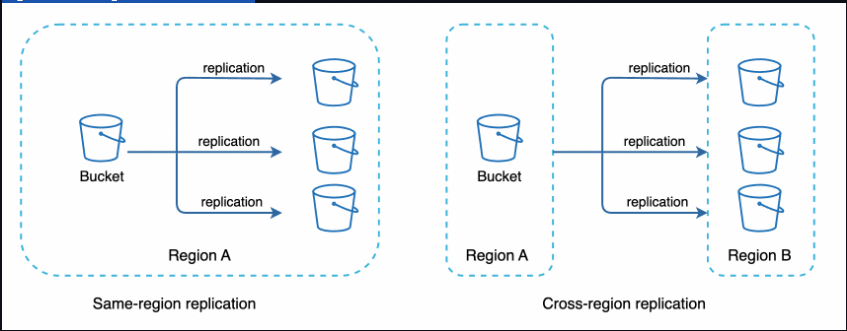 replication
replication
Bucket
replication
Region A
Same-region replication
replication
replication
Bucket
replication
Region A
Region B
Cross-region replication